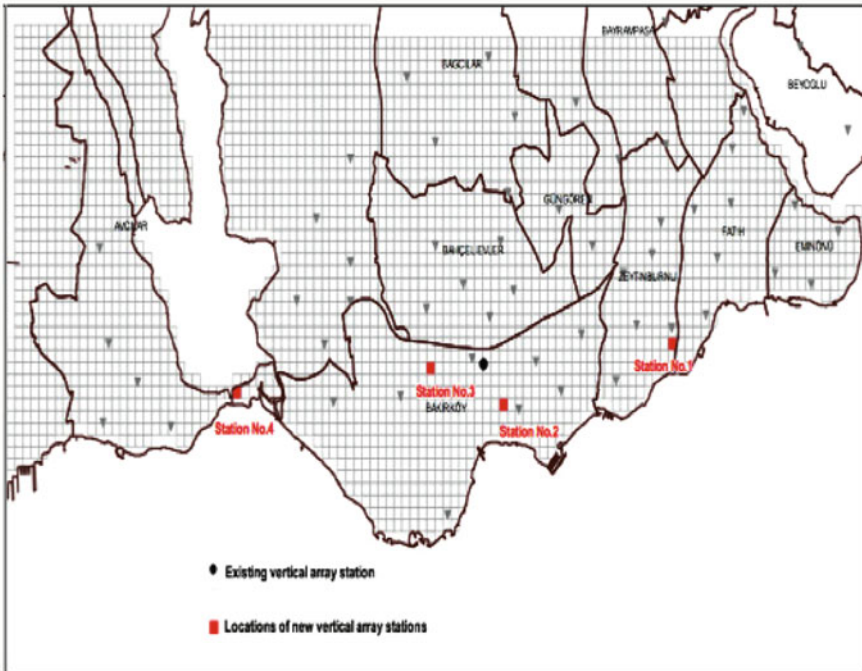 BAYRAMPAŞA
BAGCILAR
BEYOGLU
GÜNGÖREN
AVCILAR
BAHÇELIEVLER
FATIH
EMINÖNÜ
ZEYTINBURNU
Station No.1
Station No.3
BAKIRKÖY
Station No.4
Station No.2
Existing vertical array station
Locations of new vertical array stations